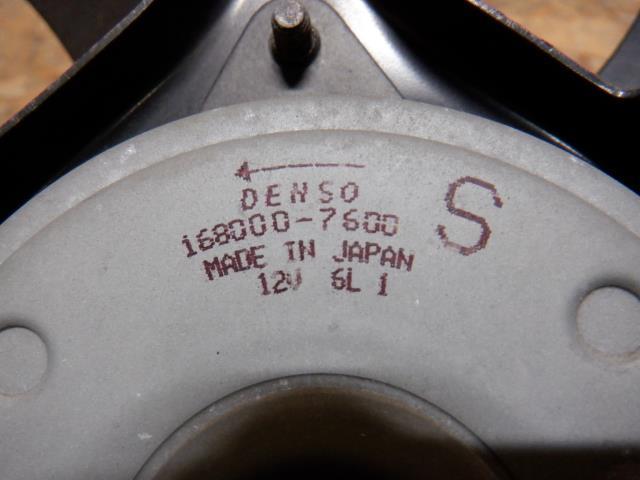 DENSO
168000-7600
MADE IN JAPAN
12V 6L 1
S